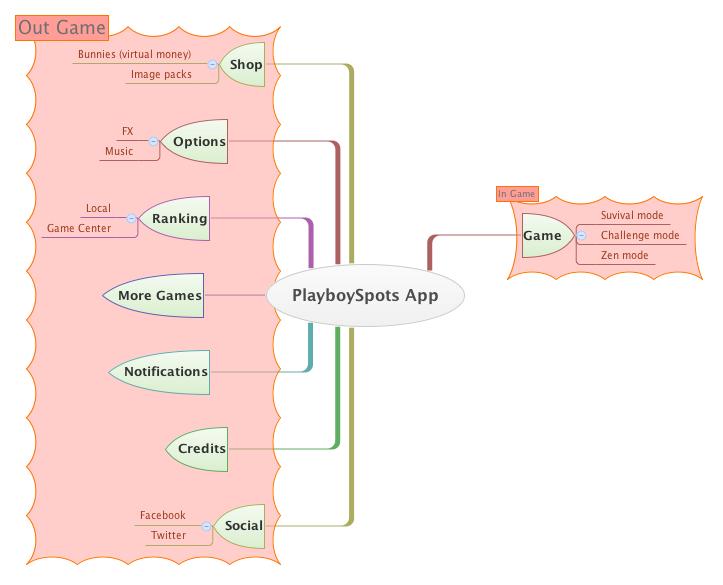 Out Game
Bunnies (virtual money)
Image packs
Shop
FX
Music
Options
Local
Game Center
Ranking
More Games
Notifications
Credits
Facebook
Twitter
Social
PlayboySpots App
In Game
Game
Suvival mode
Challenge mode
Zen mode